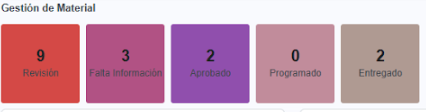 Gestión de Material
9 3 2 0 2
Revisión Falta Información Aprobado Programado Entregado